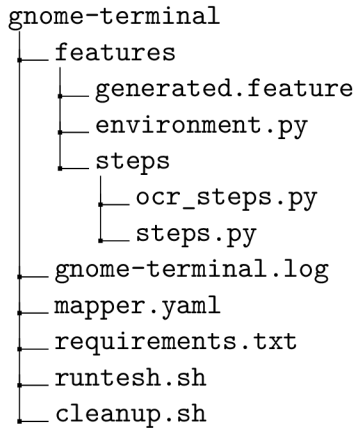 gnome-terminal
features
generated.feature
environment.py
steps
ocr_steps.py
steps.py
gnome-terminal.log
mapper.yaml
requirements.txt
runtesh.sh
cleanup.sh